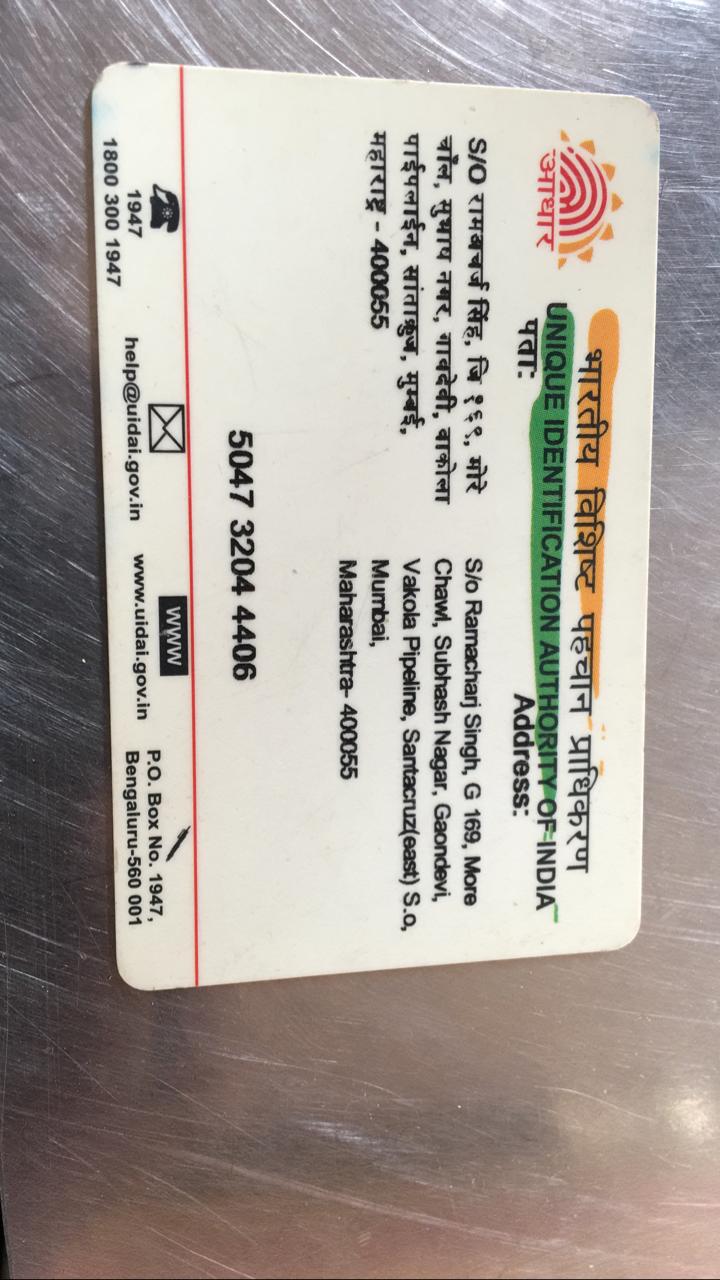 भारतीय विशिष्ट पहचान प्राधिकरण
UNIQUE IDENTIFICATION AUTHORITY OF INDIA
आधार
पता:
S/O रामअचर्ज सिंह, जि १६९, मोरे
चाॅल, सुभाष नगर, गावदेवी, वाकोला
पाईपलाईन, सांताक्रुज, मुम्बई,
महाराष्ट्र - 400055
Address:
S/o Ramacharj Singh, G 169, More
Chawl, Subhash Nagar, Gaondevi,
Vakola Pipeline, Santacruz(east) S.o,
Mumbai,
Maharashtra- 400055
5047 3204 4406
1947
1800 300 1947
help@uidai.gov.in
www
www.uidai.gov.in
P.O. Box No. 1947,
Bengaluru-560 001